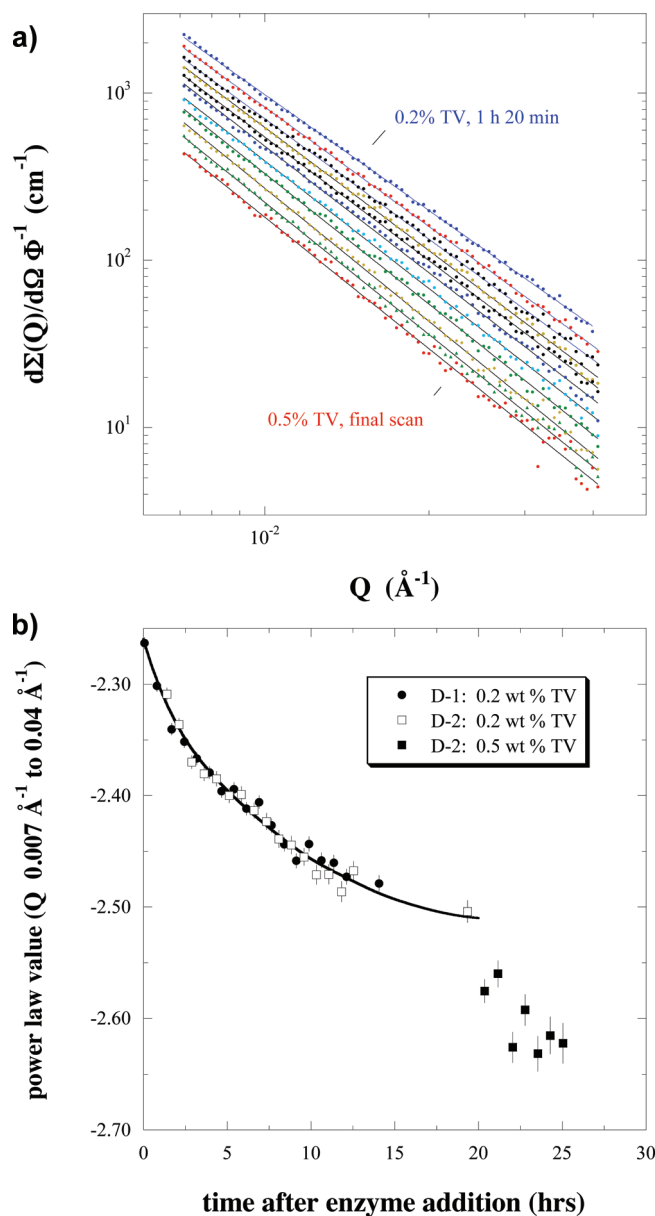 a)
10³
10²
10¹
dΣ(Q)/dΩ Φ⁻¹ (cm⁻¹)
0.2% TV, 1 h 20 min
0.5% TV, final scan
10⁻²
Q (Å⁻¹)
b)
-2.30
-2.40
-2.50
-2.60
-2.70
power law value (Q 0.007 Å⁻¹ to 0.04 Å⁻¹)
D-1: 0.2 wt % TV
D-2: 0.2 wt % TV
D-2: 0.5 wt % TV
0 5 10 15 20 25 30
time after enzyme addition (hrs)